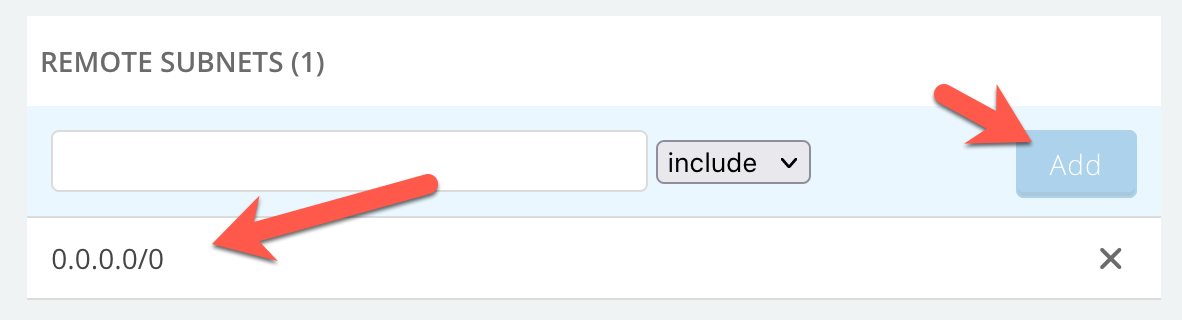 REMOTE SUBNETS (1)
include
Add
0.0.0.0/0